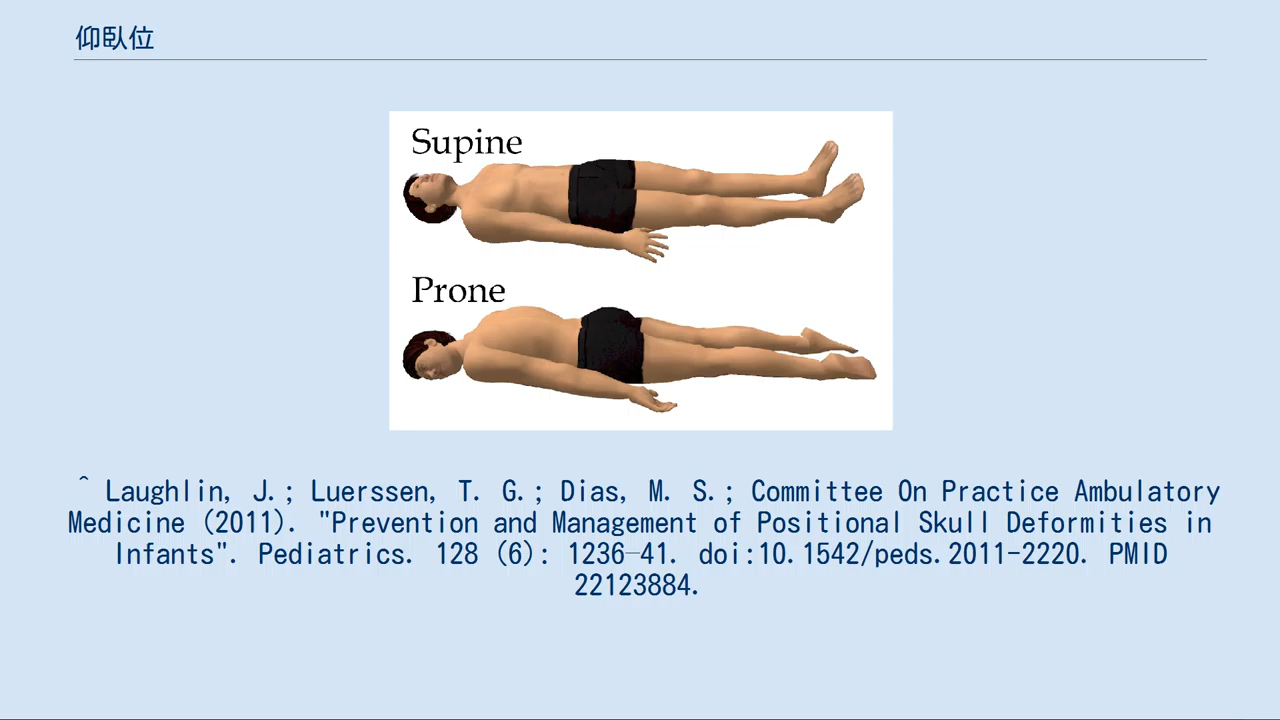 仰臥位
Supine
Prone
^ Laughlin, J.; Luerssen, T. G.; Dias, M. S.; Committee On Practice Ambulatory
Medicine (2011). "Prevention and Management of Positional Skull Deformities in
Infants". Pediatrics. 128 (6): 1236–41. doi:10.1542/peds.2011-2220. PMID
22123884.